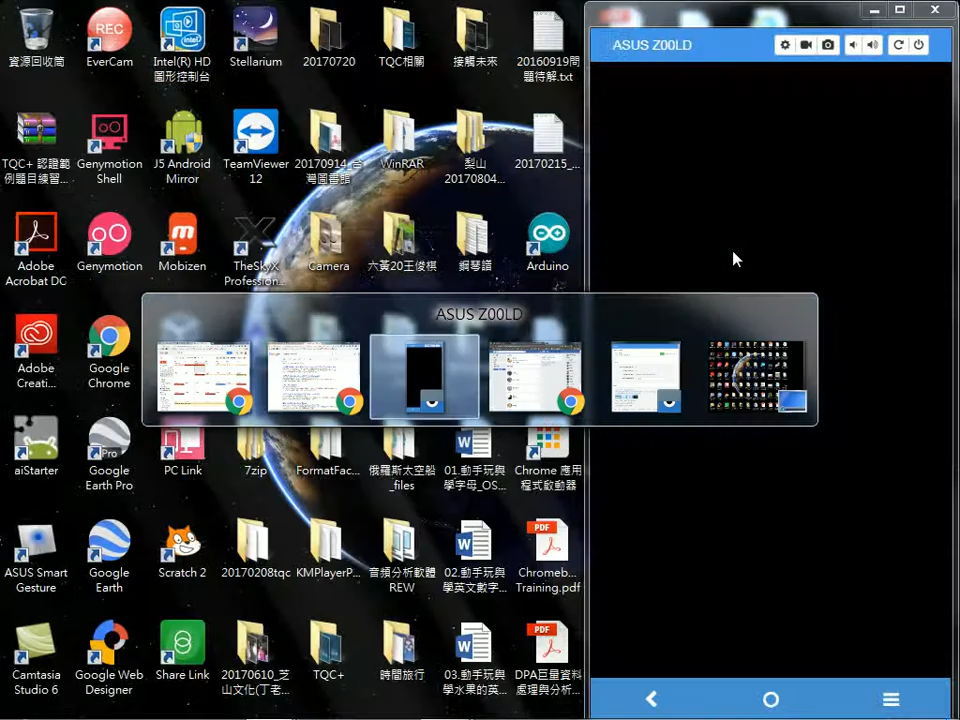 資源回收筒
EverCam
Intel(R) HD
圖形控制台
Stellarium
20170720
TQC相關
接觸未來
20160919問
題待解.txt
ASUS Z00LD
TQC+ 認證範
例題目練習...
Genymotion
Shell
J5 Android
Mirror
TeamViewer
12
20170914_台
灣圖書館
WinRAR
梨山
20170804...
20170215_...
Adobe
Acrobat DC
Genymotion
Mobizen
TheSkyX
Profession...
Camera
六黃20王俊棋
鋼琴譜
Arduino
ASUS Z00LD
Adobe
Creati...
Google
Chrome
aiStarter
Google
Earth Pro
PC Link
7zip
FormatFac...
俄羅斯太空船
_files
01.動手玩與
學字母_OS...
Chrome 應用
程式啟動器
ASUS Smart
Gesture
Google
Earth
Scratch 2
20170208tqc
KMPlayerP...
音頻分析軟體
REW
02.動手玩與
學英文數字...
Chromeb...
Training.pdf
Camtasia
Studio 6
Google Web
Designer
Share Link
20170610_芝
山文化(丁老...
TQC+
時間旅行
03.動手玩與
學水果的英...
DPA巨量資料
處理與分析...
REC
PDF
PDF